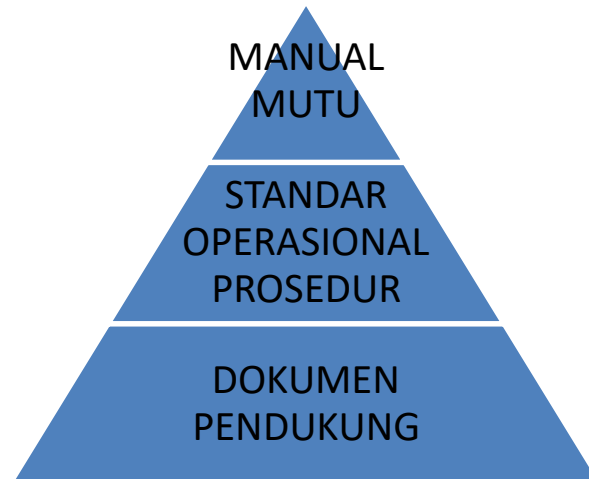 MANUAL
MUTU
STANDAR
OPERASIONAL
PROSEDUR
DOKUMEN
PENDUKUNG